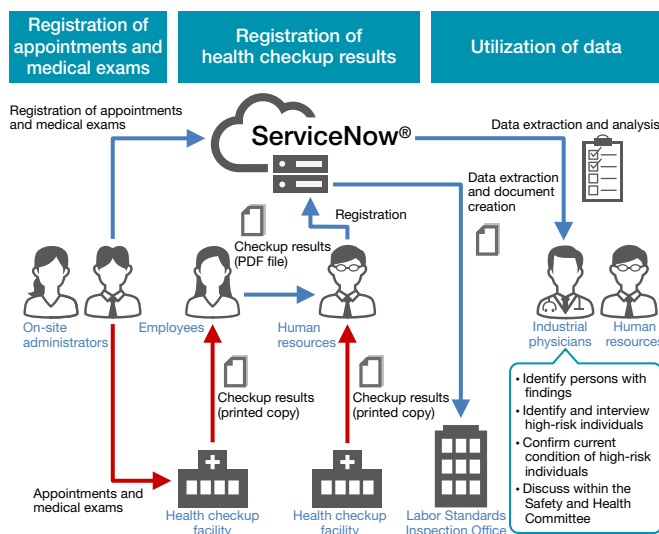 Registration of
appointments and
medical exams
Registration of
health checkup results
Utilization of data
Registration of appointments
and medical exams
ServiceNow®
Data extraction and analysis
Data extraction
and document
creation
Registration
Checkup results
(PDF file)
On-site
administrators
Employees
Human
resources
Industrial
physicians
Human
resources
Checkup results
(printed copy)
Checkup results
(printed copy)
• Identify persons with
findings
• Identify and interview
high-risk individuals
• Confirm current
condition of high-risk
individuals
• Discuss within the
Safety and Health
Committee
Appointments and
medical exams
Health checkup
facility
Health checkup
facility
Labor Standards
Inspection Office